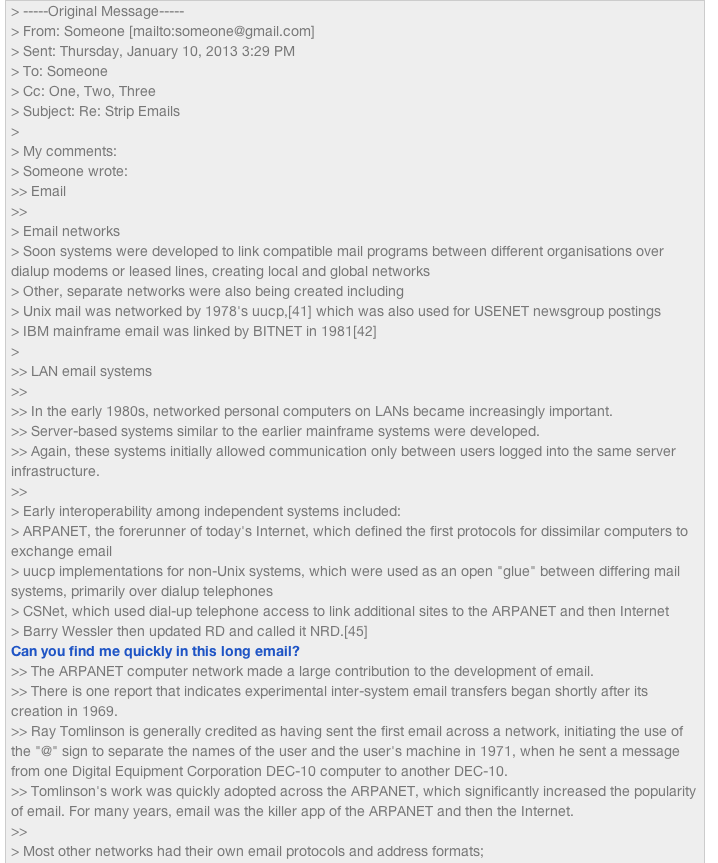 > -----Original Message-----
> From: Someone [mailto:someone@gmail.com]
> Sent: Thursday, January 10, 2013 3:29 PM
> To: Someone
> Cc: One, Two, Three
> Subject: Re: Strip Emails
>
> My comments:
> Someone wrote:
>> Email
>>
> Email networks
> Soon systems were developed to link compatible mail programs between different organisations over
dialup modems or leased lines, creating local and global networks
> Other, separate networks were also being created including
> Unix mail was networked by 1978's uucp,[41] which was also used for USENET newsgroup postings
> IBM mainframe email was linked by BITNET in 1981[42]
>
>> LAN email systems
>>
>> In the early 1980s, networked personal computers on LANs became increasingly important.
>> Server-based systems similar to the earlier mainframe systems were developed.
>> Again, these systems initially allowed communication only between users logged into the same server
infrastructure.
>>
> Early interoperability among independent systems included:
> ARPANET, the forerunner of today's Internet, which defined the first protocols for dissimilar computers to
exchange email
> uucp implementations for non-Unix systems, which were used as an open "glue" between differing mail
systems, primarily over dialup telephones
> CSNet, which used dial-up telephone access to link additional sites to the ARPANET and then Internet
> Barry Wessler then updated RD and called it NRD.[45]
Can you find me quickly in this long email?
>> The ARPANET computer network made a large contribution to the development of email.
>> There is one report that indicates experimental inter-system email transfers began shortly after its
creation in 1969.
>> Ray Tomlinson is generally credited as having sent the first email across a network, initiating the use of
the "@" sign to separate the names of the user and the user's machine in 1971, when he sent a message
from one Digital Equipment Corporation DEC-10 computer to another DEC-10.
>> Tomlinson's work was quickly adopted across the ARPANET, which significantly increased the popularity
of email. For many years, email was the killer app of the ARPANET and then the Internet.
>>
> Most other networks had their own email protocols and address formats;